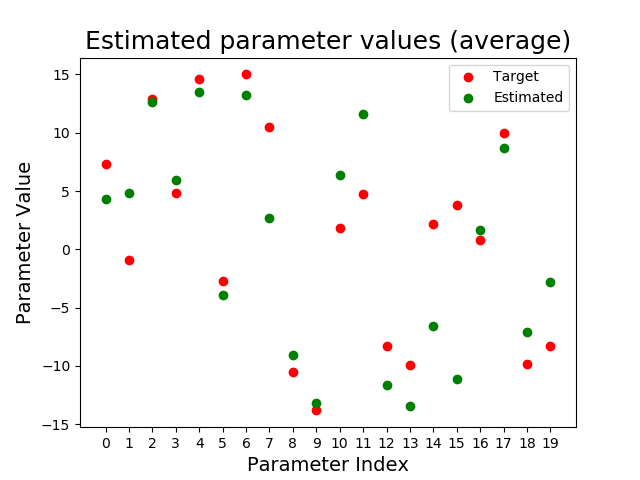 Estimated parameter values (average)
Target
Estimated
15
10
5
0
−5
−10
−15
Parameter Value
0 1 2 3 4 5 6 7 8 9 10 11 12 13 14 15 16 17 18 19
Parameter Index